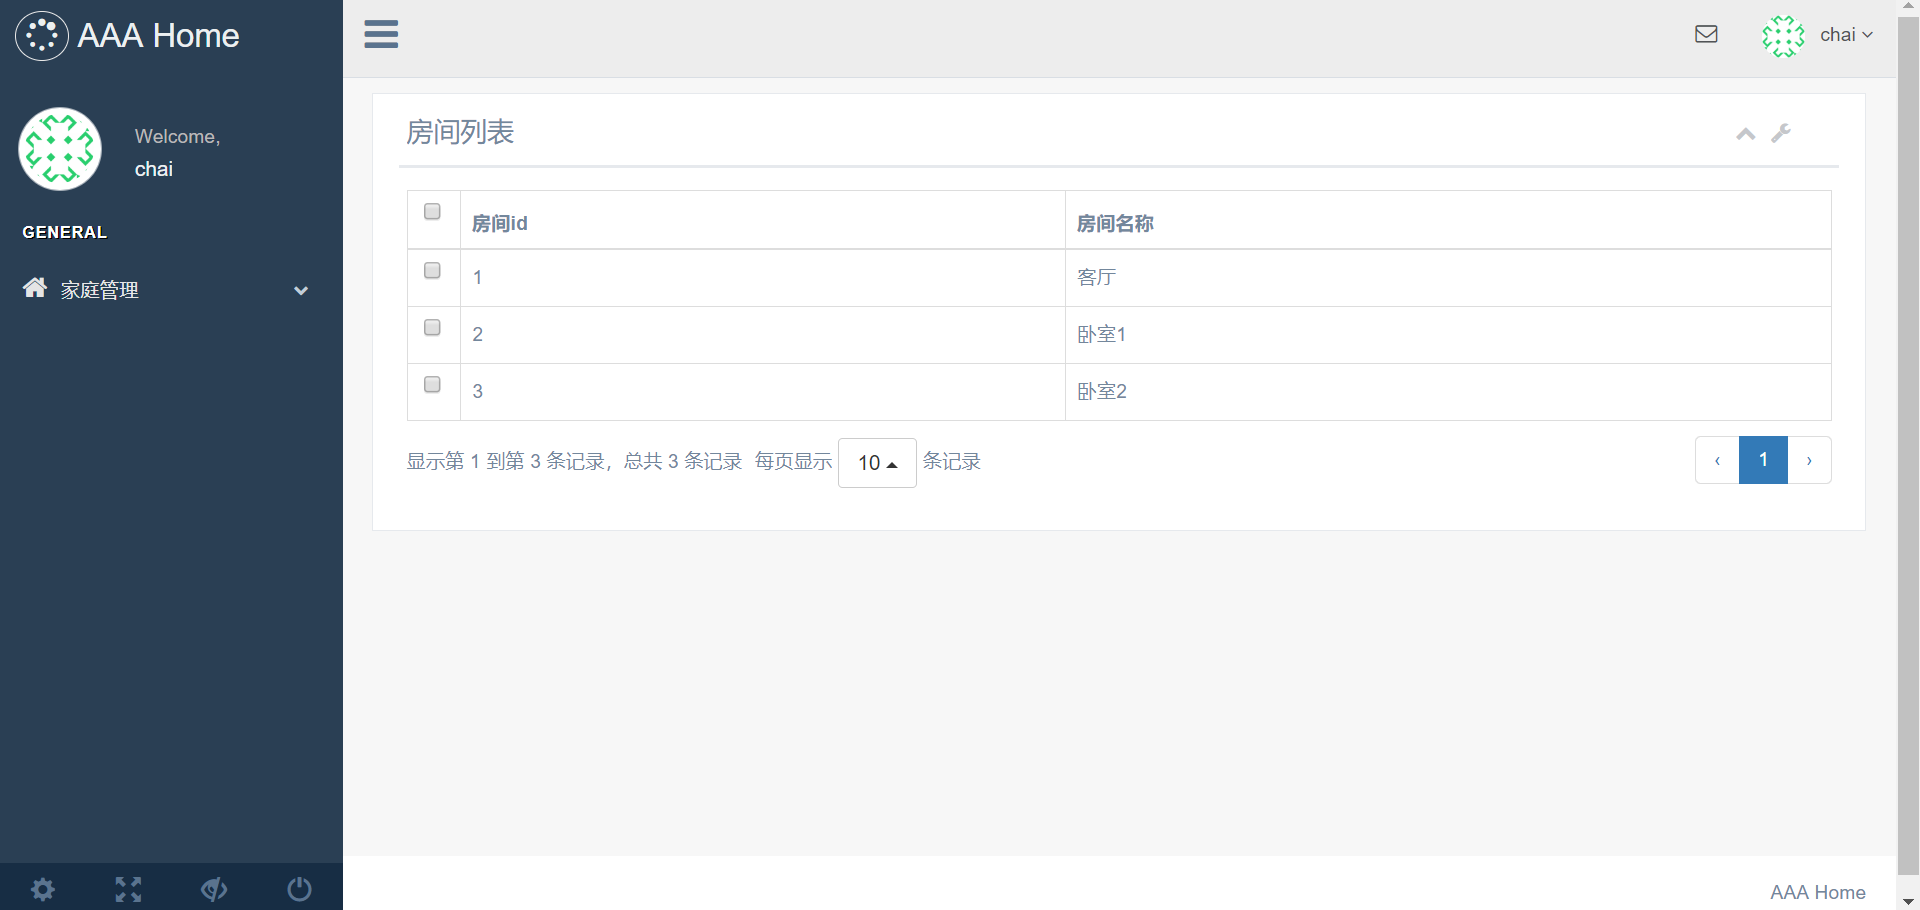 AAA Home
Welcome,
chai
GENERAL
家庭管理
chai
房间列表
房间id 房间名称
1 客厅
2 卧室1
3 卧室2
显示第 1 到第 3 条记录，总共 3 条记录 每页显示 10 条记录
‹ 1 ›
AAA Home